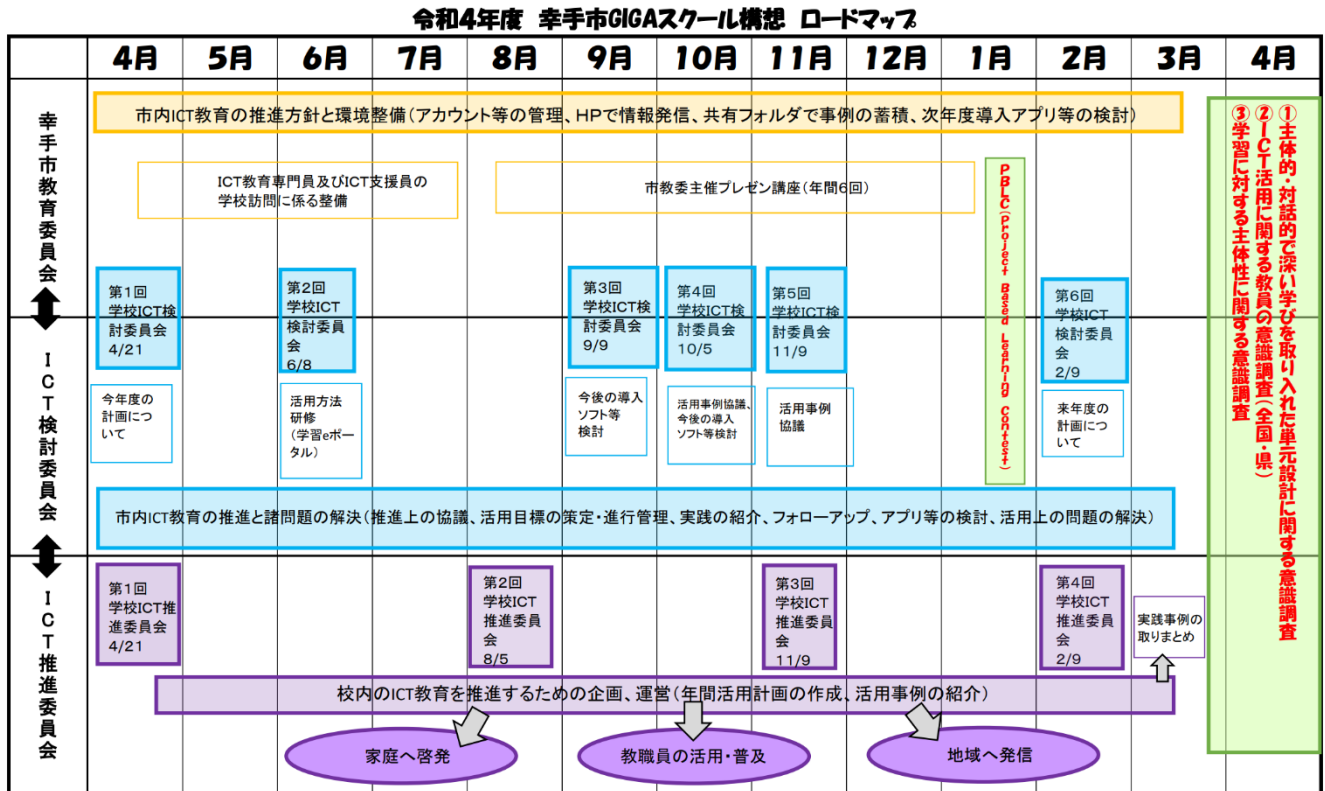 令和4年度 幸手市GIGAスクール構想 ロードマップ
4月 5月 6月 7月 8月 9月 10月 11月 12月 1月 2月 3月 4月
幸手市教育委員会
市内ICT教育の推進方針と環境整備(アカウント等の管理、HPで情報発信、共有フォルダで事例の蓄積、次年度導入アプリ等の検討)
ICT教育専門員及びICT支援員の
学校訪問に係る整備
市教委主催プレゼン講座(年間6回)
PBLC(Project Based Learning Contest)
①主体的・対話的で深い学びを取り入れた単元設計に関する意識調査
②ICT活用に関する教員の意識調査(全国・県)
③学習に対する主体性に関する意識調査
第1回
学校ICT検
討委員会
4/21
第2回
学校ICT
検討委員
会
6/8
第3回
学校ICT検
討委員会
9/9
第4回
学校ICT検
討委員会
10/5
第5回
学校ICT検
討委員会
11/9
第6回
学校ICT
検討委員
会
2/9
ICT検討委員会
今年度の
計画につ
いて
活用方法
研修
(学習eポー
タル)
今後の導入
ソフト等
検討
活用事例協議、
今後の導入
ソフト等検討
活用事例
協議
来年度の
計画につ
いて
市内ICT教育の推進と諸問題の解決(推進上の協議、活用目標の策定・進行管理、実践の紹介、フォローアップ、アプリ等の検討、活用上の問題の解決)
ICT推進委員会
第1回
学校ICT推
進委員会
4/21
第2回
学校ICT
推進委員
会
8/5
第3回
学校ICT
推進委員
会
11/9
第4回
学校ICT
推進委員
会
2/9
実践事例の
取りまとめ
校内のICT教育を推進するための企画、運営(年間活用計画の作成、活用事例の紹介)
家庭へ啓発
教職員の活用・普及
地域へ発信